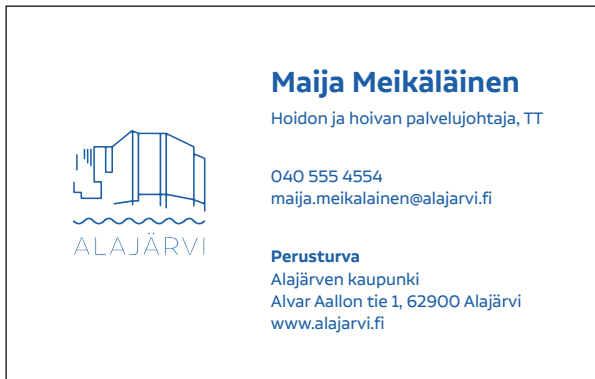 Maija Meikäläinen
Hoidon ja hoivan palvelujohtaja, TT
040 555 4554
maija.meikalainen@alajarvi.fi
ALAJÄRVI
Perusturva
Alajärven kaupunki
Alvar Aallon tie 1, 62900 Alajärvi
www.alajarvi.fi